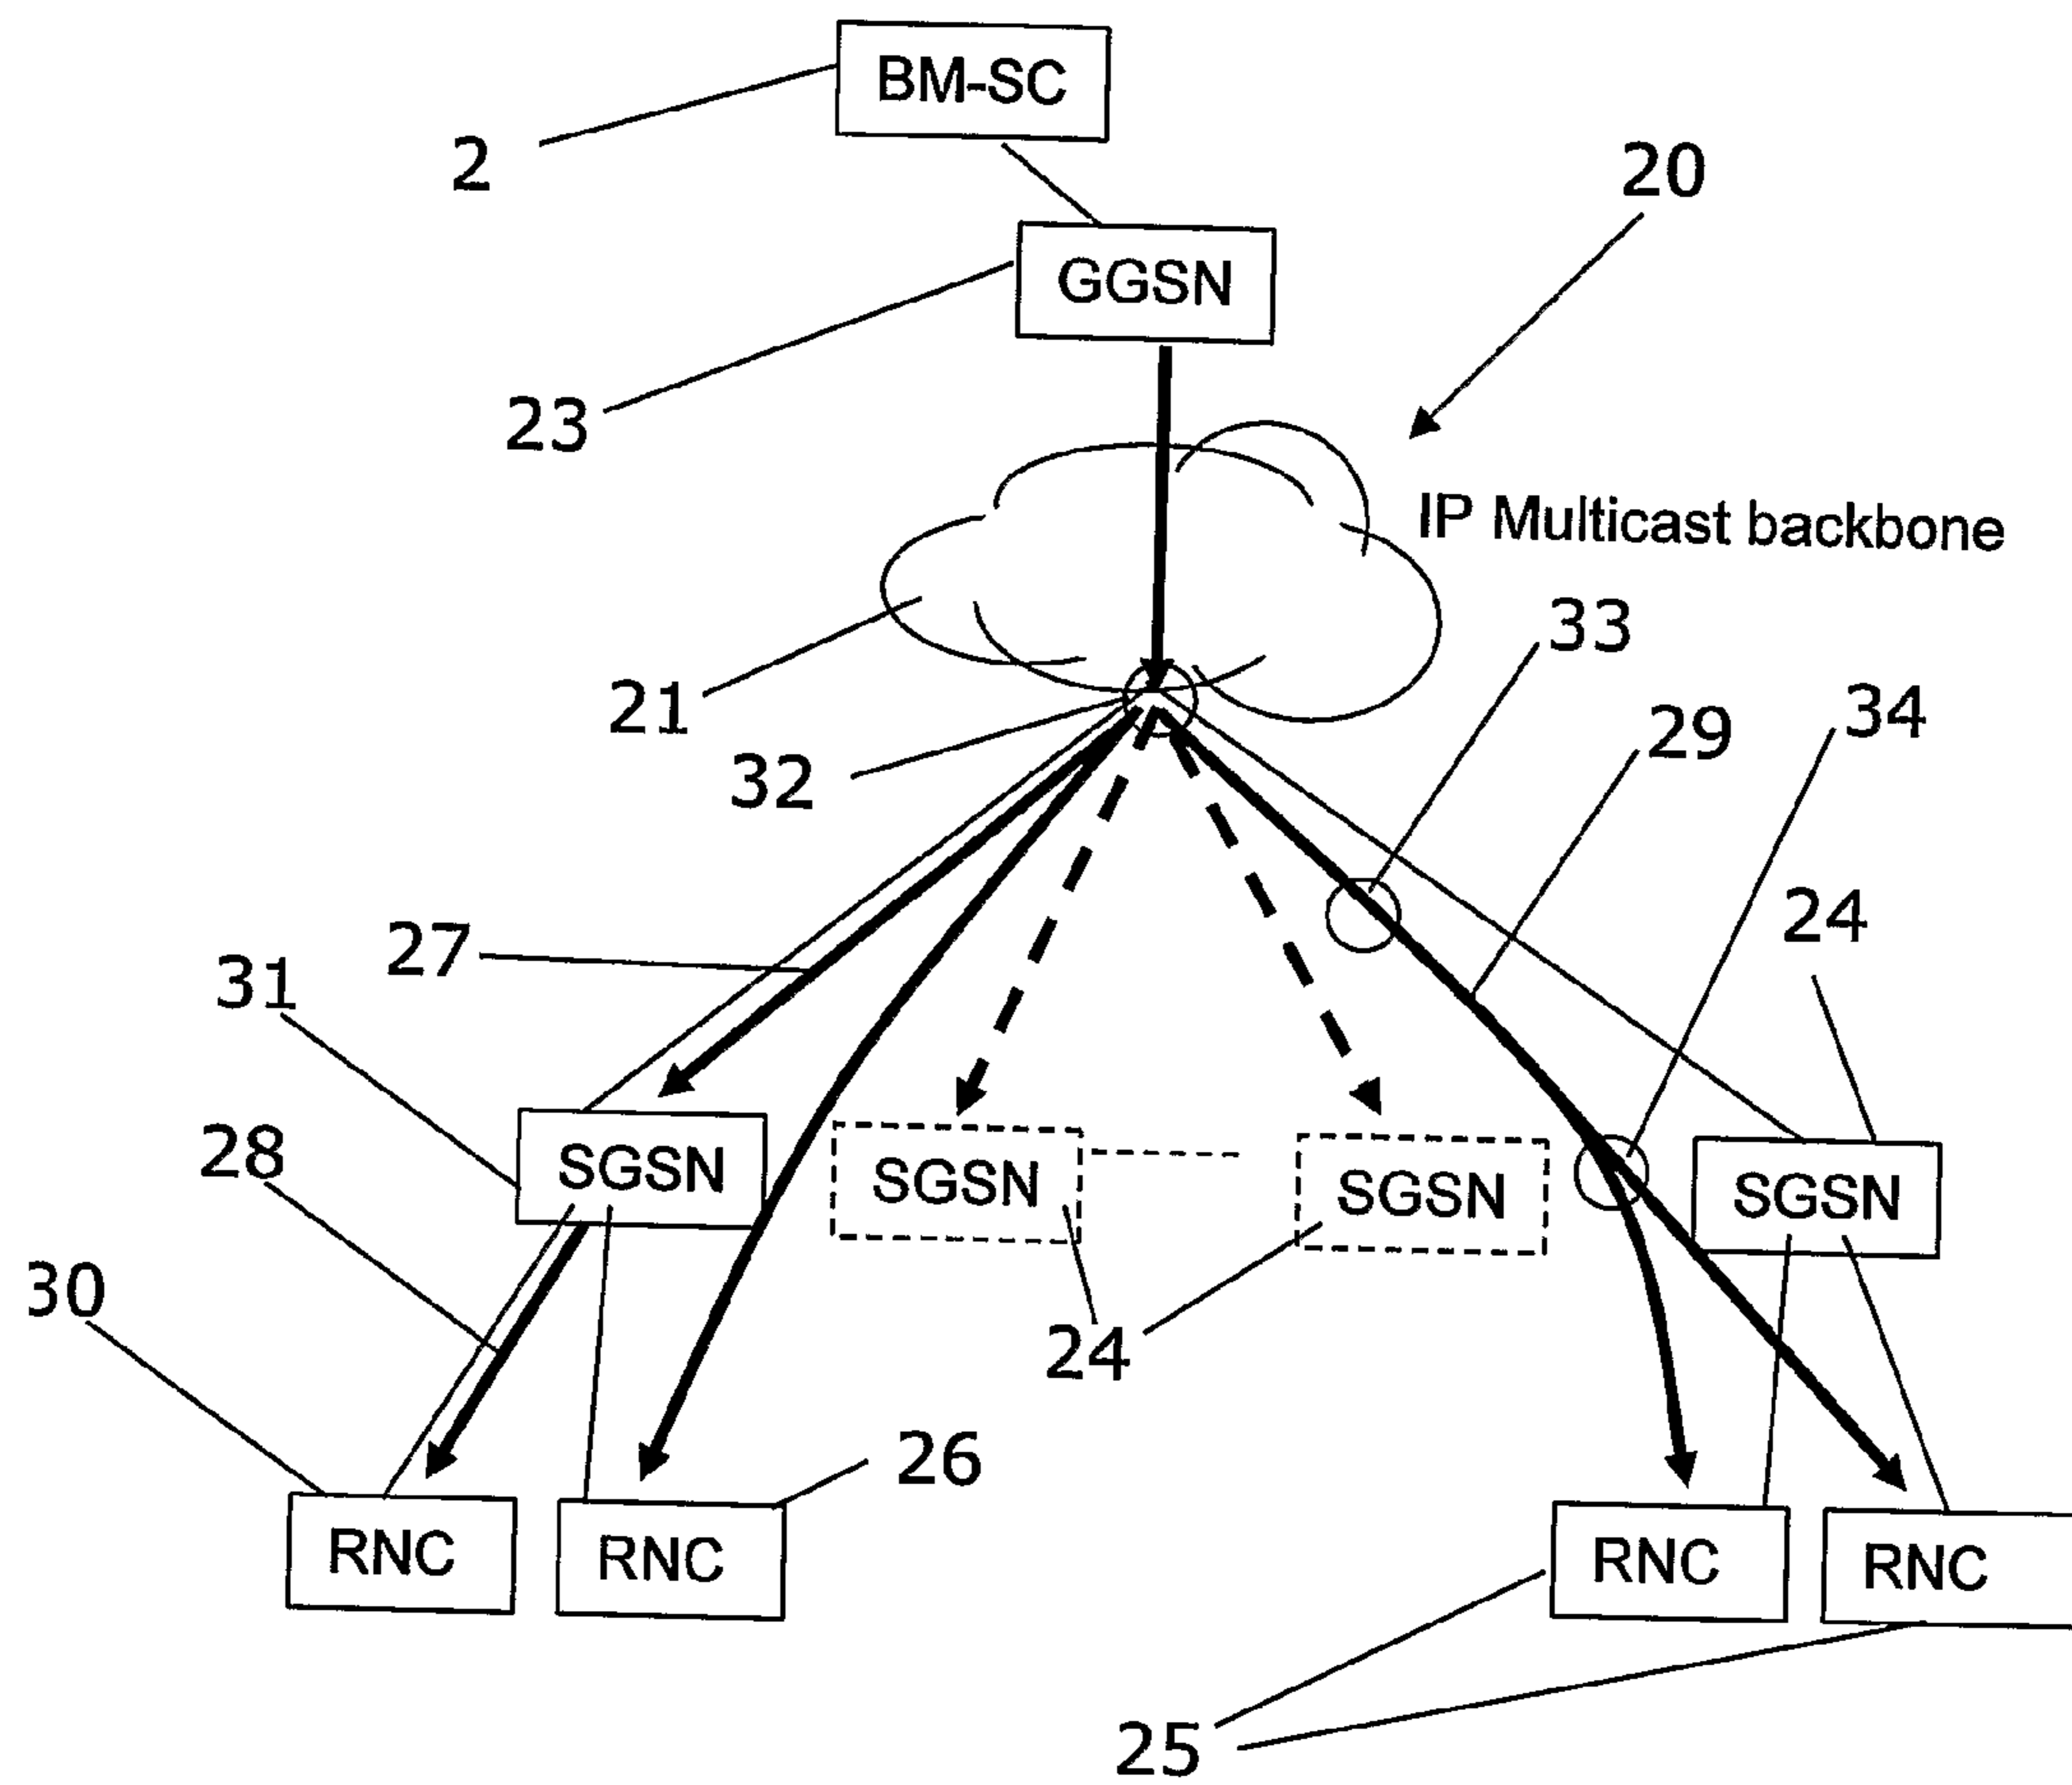 BM-SC
2
20
GGSN
23
IP Multicast backbone
33
21
34
29
32
24
27
31
SGSN
SGSN
SGSN
SGSN
28
30
24
26
RNC
RNC
RNC
RNC
25